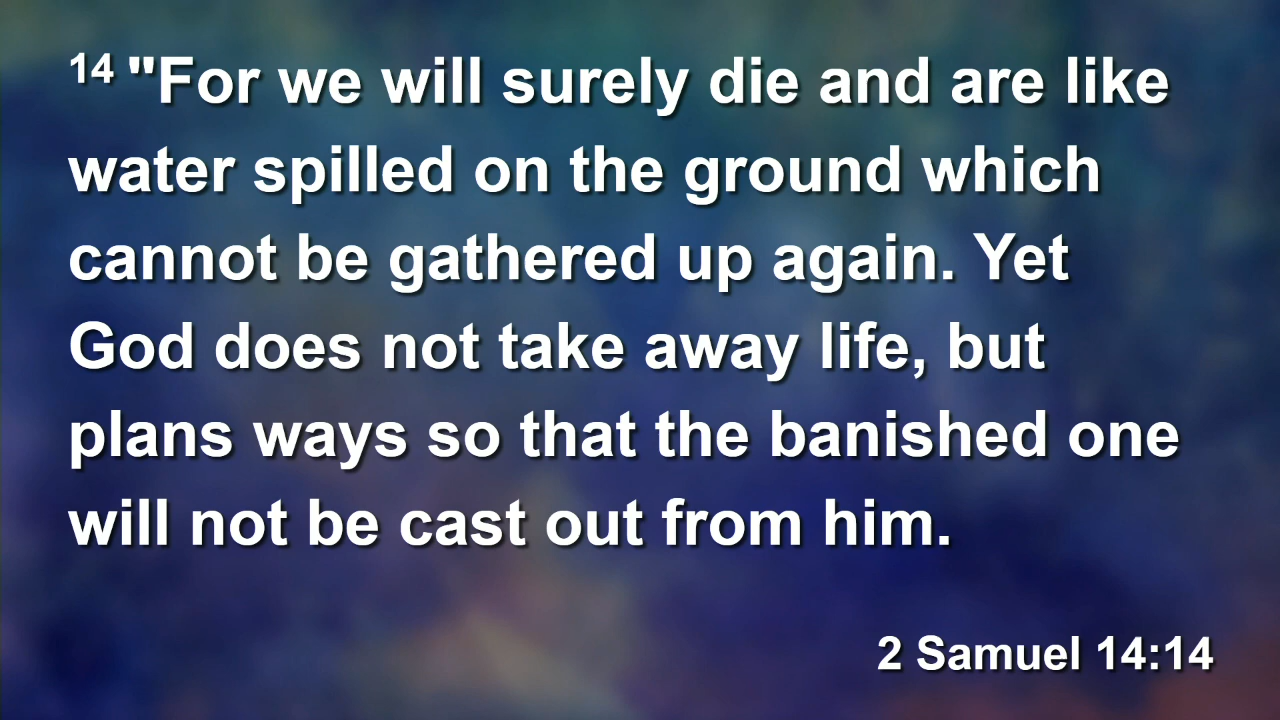 14 "For we will surely die and are like
water spilled on the ground which
cannot be gathered up again. Yet
God does not take away life, but
plans ways so that the banished one
will not be cast out from him.
2 Samuel 14:14